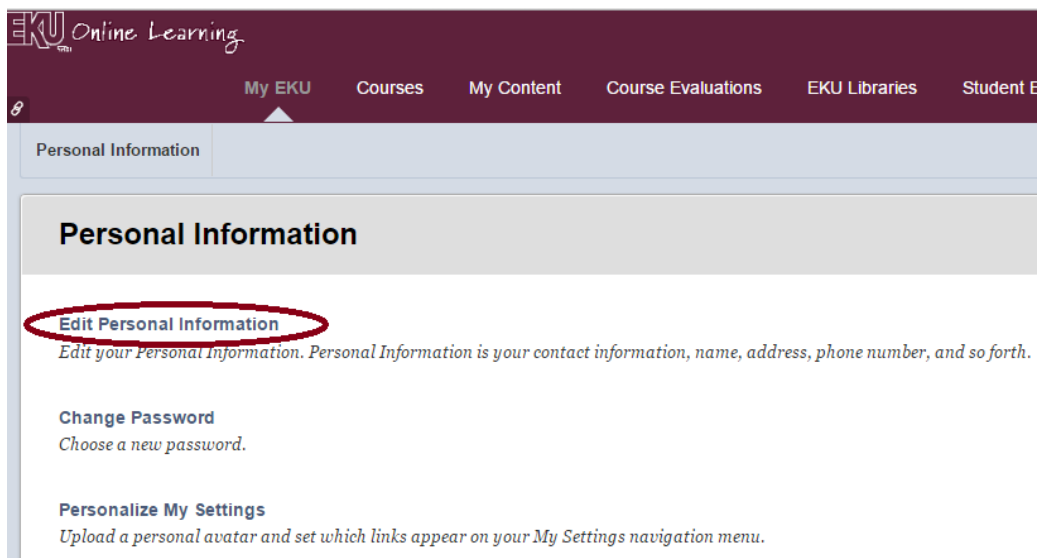 EKU Online Learning
My EKU Courses My Content Course Evaluations EKU Libraries Student E
Personal Information
Personal Information
Edit Personal Information
Edit your Personal Information. Personal Information is your contact information, name, address, phone number, and so forth.
Change Password
Choose a new password.
Personalize My Settings
Upload a personal avatar and set which links appear on your My Settings navigation menu.